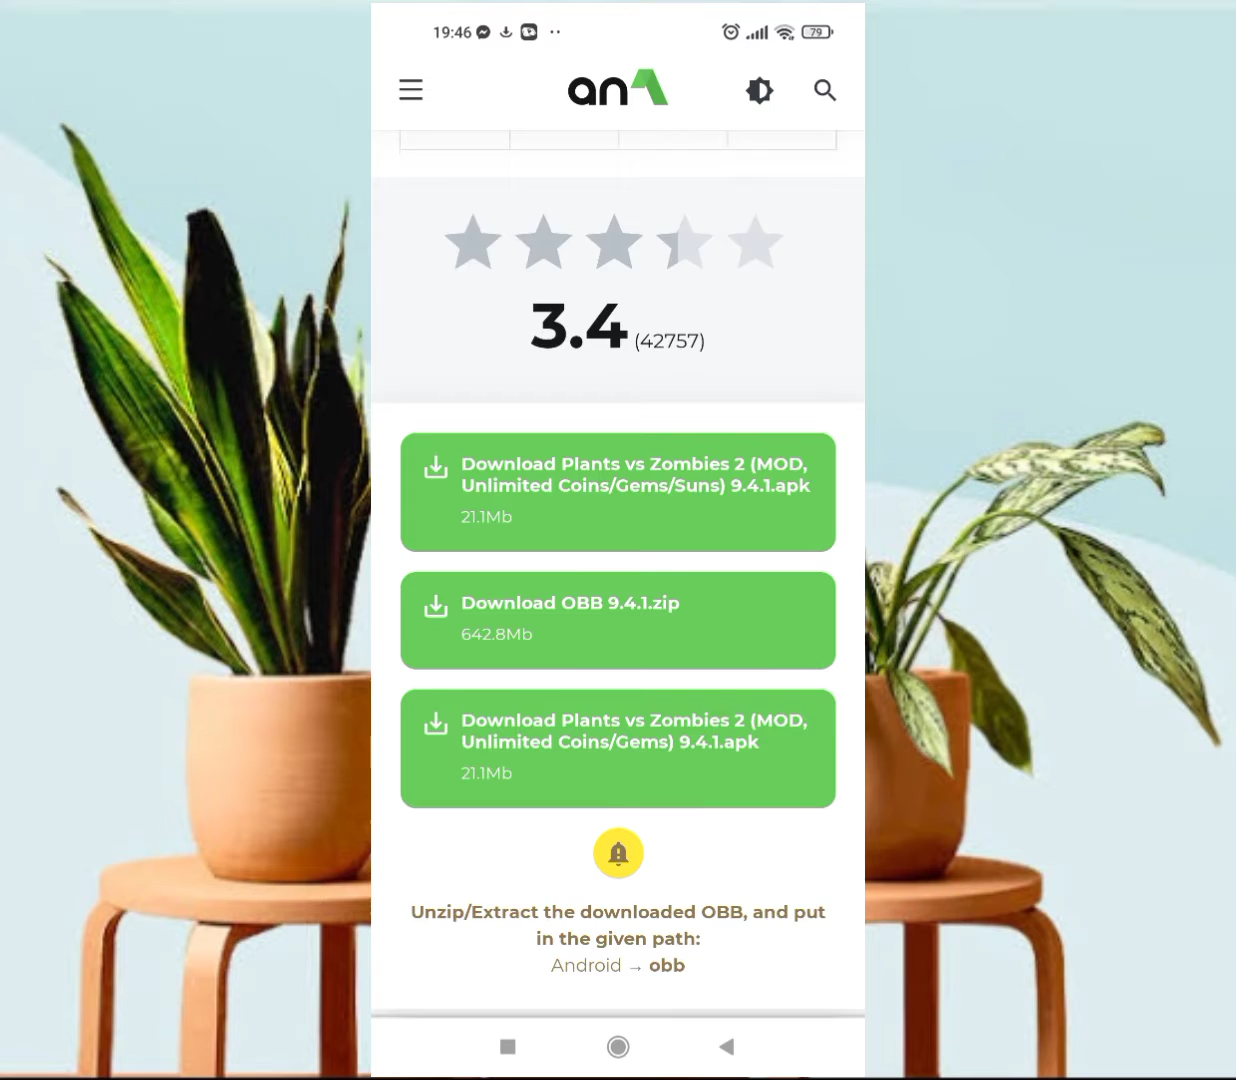 19:46
79
an
3.4 (42757)
Download Plants vs Zombies 2 (MOD,
Unlimited Coins/Gems/Suns) 9.4.1.apk
21.1Mb
Download OBB 9.4.1.zip
642.8Mb
Download Plants vs Zombies 2 (MOD,
Unlimited Coins/Gems) 9.4.1.apk
21.1Mb
Unzip/Extract the downloaded OBB, and put
in the given path:
Android → obb